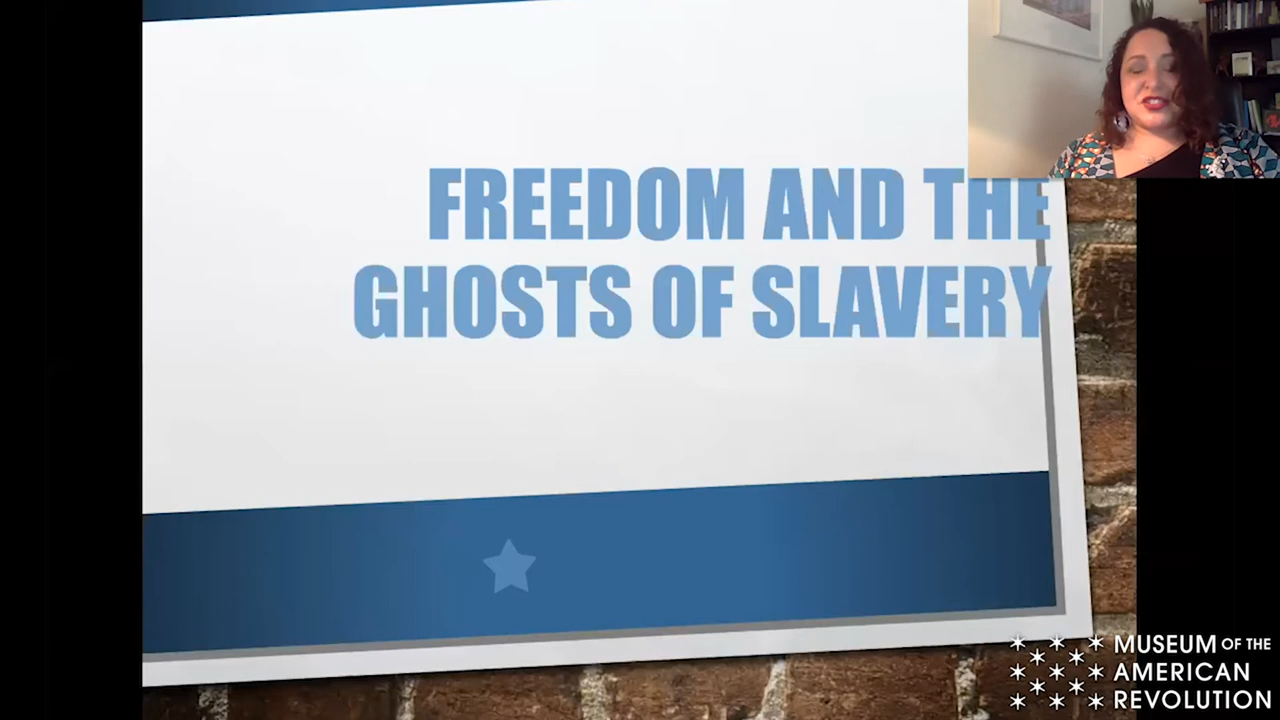 FREEDOM AND THE
GHOSTS OF SLAVERY
MUSEUM OF THE
AMERICAN
REVOLUTION